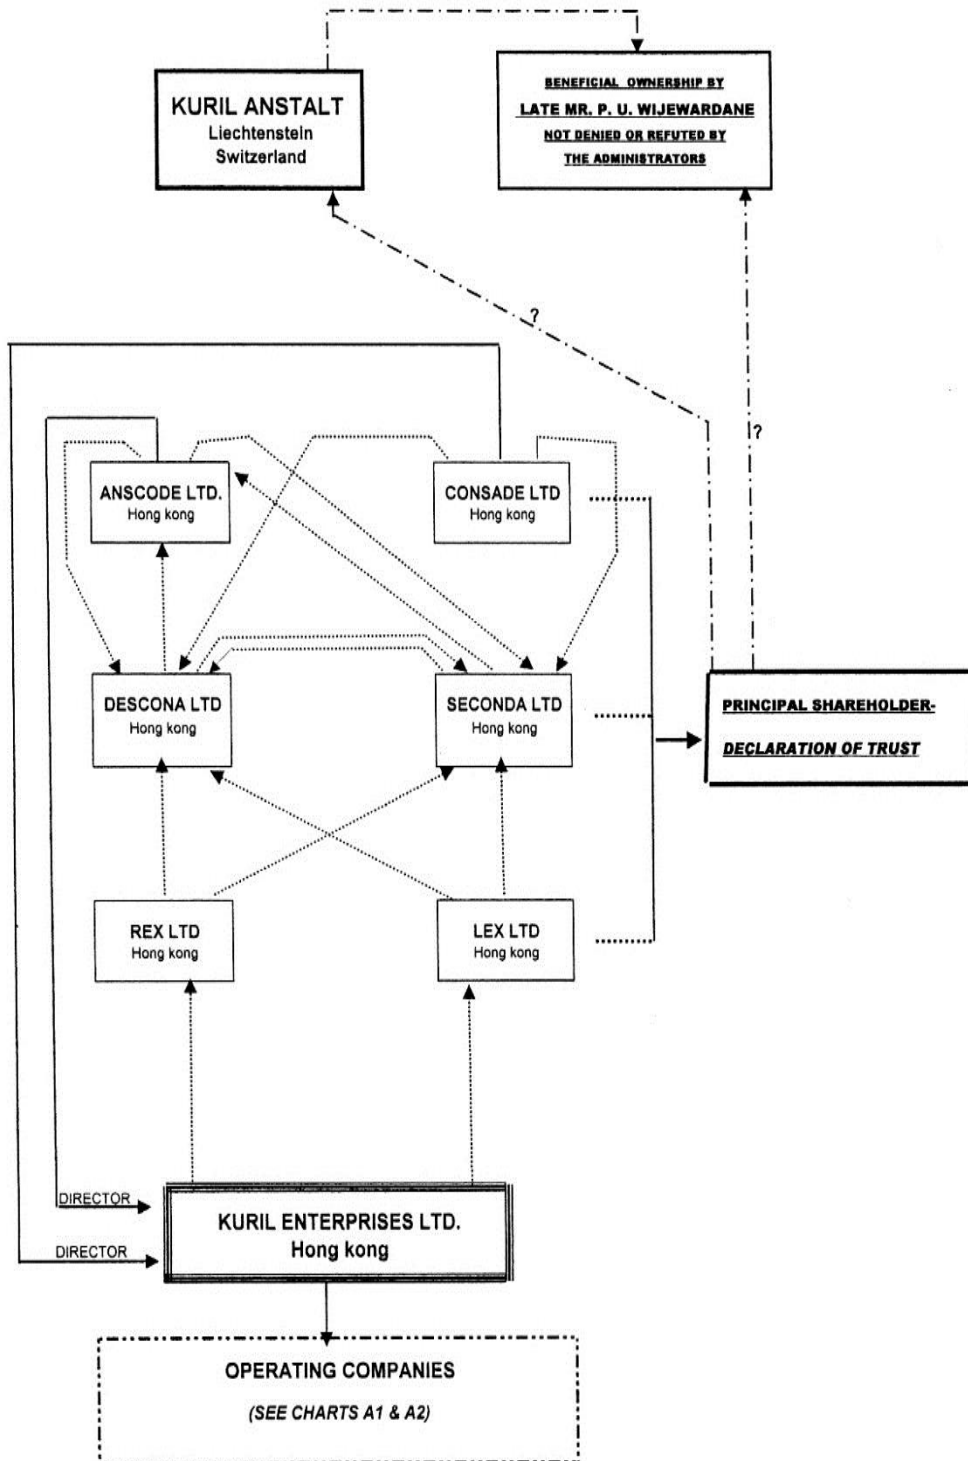 KURIL ANSTALT
Liechtenstein
Switzerland
BENEFICIAL OWNERSHIP BY
LATE MR. P. U. WIJEWARDANE
NOT DENIED OR REFUTED BY
THE ADMINISTRATORS
?
?
ANSCODE LTD.
Hong kong
CONSADE LTD
Hong kong
DESCONA LTD
Hong kong
SECONDA LTD
Hong kong
PRINCIPAL SHAREHOLDER-
DECLARATION OF TRUST
REX LTD
Hong kong
LEX LTD
Hong kong
DIRECTOR
DIRECTOR
KURIL ENTERPRISES LTD.
Hong kong
OPERATING COMPANIES
(SEE CHARTS A1 & A2)